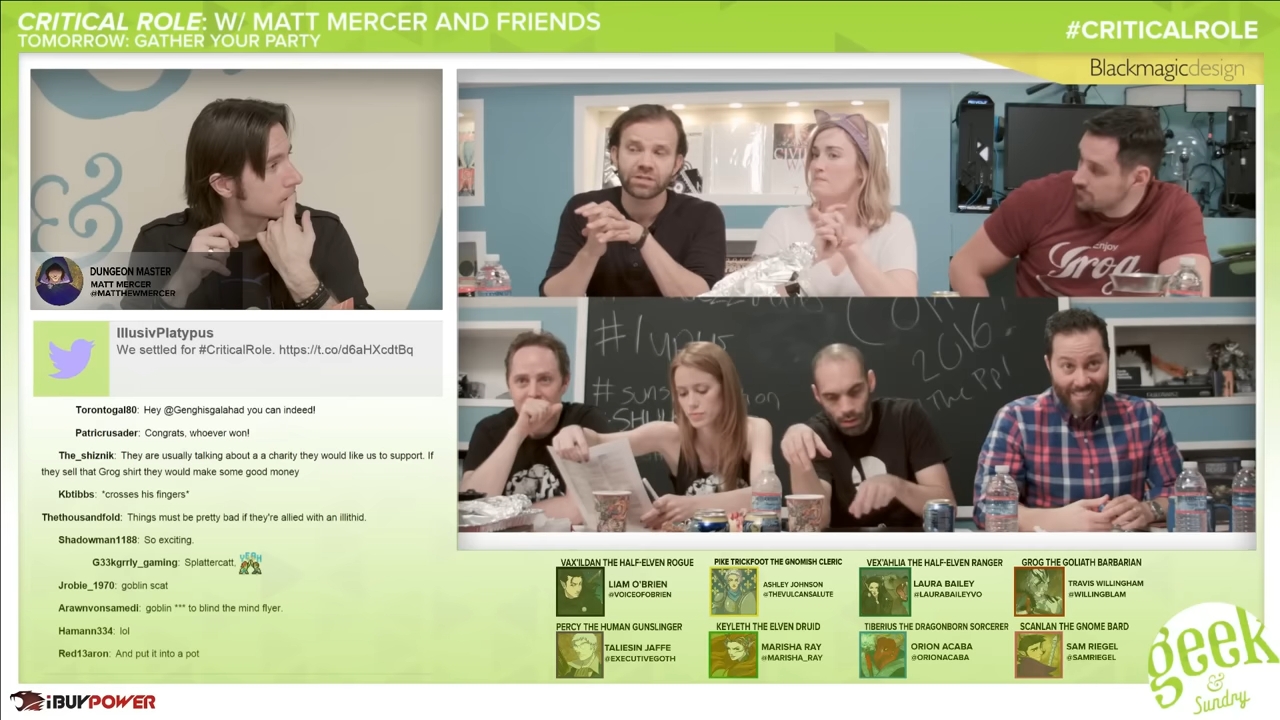 CRITICAL ROLE: W/ MATT MERCER AND FRIENDS
TOMORROW: GATHER YOUR PARTY
#CRITICALROLE
Blackmagicdesign
DUNGEON MASTER
MATT MERCER
@MATTHEWMERCER
IllusivPlatypus
We settled for #CriticalRole. https://t.co/d6aHXcdtBq
Torontogal80: Hey @Genghisgalahad you can indeed!
Patricrusader: Congrats, whoever won!
The_shiznik: They are usually talking about a a charity they would like us to support. If
they sell that Grog shirt they would make some good money
Kbtibbs: *crosses his fingers*
Thethousandfold: Things must be pretty bad if they're allied with an illithid.
Shadowman1188: So exciting.
G33kgrrly_gaming: Splattercatt, YEAH
Jrobie_1970: goblin scat
Arawnvonsamedi: goblin *** to blind the mind flyer.
Hamann334: lol
Red13aron: And put it into a pot
CIVIL
W
enjoy
Grog
2016.
#
The PPl
VAX'ILDAN THE HALF-ELVEN ROGUE
LIAM O'BRIEN
@VOICEOFOBRIEN
PIKE TRICKFOOT THE GNOMISH CLERIC
ASHLEY JOHNSON
@THEVULCANSALUTE
VEX'AHLIA THE HALF-ELVEN RANGER
LAURA BAILEY
@LAURABAILEYVO
GROG THE GOLIATH BARBARIAN
TRAVIS WILLINGHAM
@WILLINGBLAM
PERCY THE HUMAN GUNSLINGER
TALIESIN JAFFE
@EXECUTIVEGOTH
KEYLETH THE ELVEN DRUID
MARISHA RAY
@MARISHA_RAY
TIBERIUS THE DRAGONBORN SORCERER
ORION ACABA
@ORIONACABA
SCANLAN THE GNOME BARD
SAM RIEGEL
@SAMRIEGEL
geek
&
Sundry
iBUYPOWER